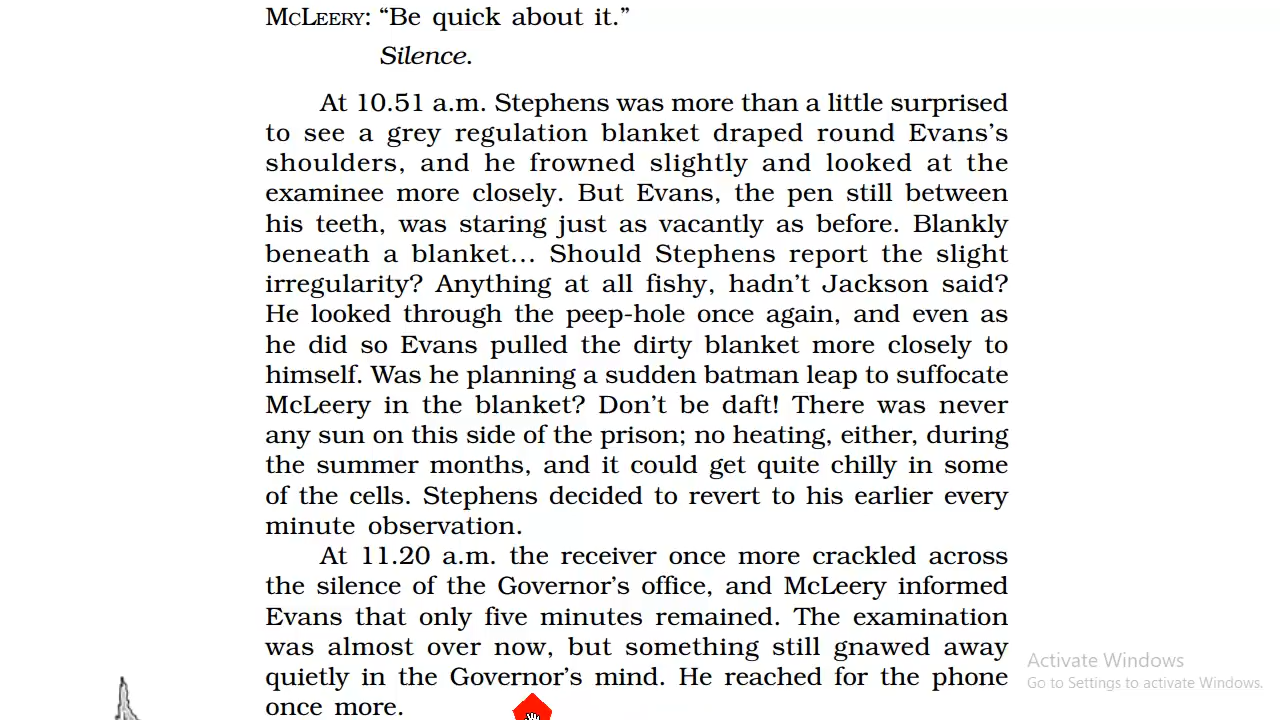 McLeery: “Be quick about it.”
Silence.
At 10.51 a.m. Stephens was more than a little surprised
to see a grey regulation blanket draped round Evans’s
shoulders, and he frowned slightly and looked at the
examinee more closely. But Evans, the pen still between
his teeth, was staring just as vacantly as before. Blankly
beneath a blanket... Should Stephens report the slight
irregularity? Anything at all fishy, hadn’t Jackson said?
He looked through the peep-hole once again, and even as
he did so Evans pulled the dirty blanket more closely to
himself. Was he planning a sudden batman leap to suffocate
McLeery in the blanket? Don’t be daft! There was never
any sun on this side of the prison; no heating, either, during
the summer months, and it could get quite chilly in some
of the cells. Stephens decided to revert to his earlier every
minute observation.
At 11.20 a.m. the receiver once more crackled across
the silence of the Governor’s office, and McLeery informed
Evans that only five minutes remained. The examination
was almost over now, but something still gnawed away
quietly in the Governor’s mind. He reached for the phone
once more.
Activate Windows
Go to Settings to activate Windows.